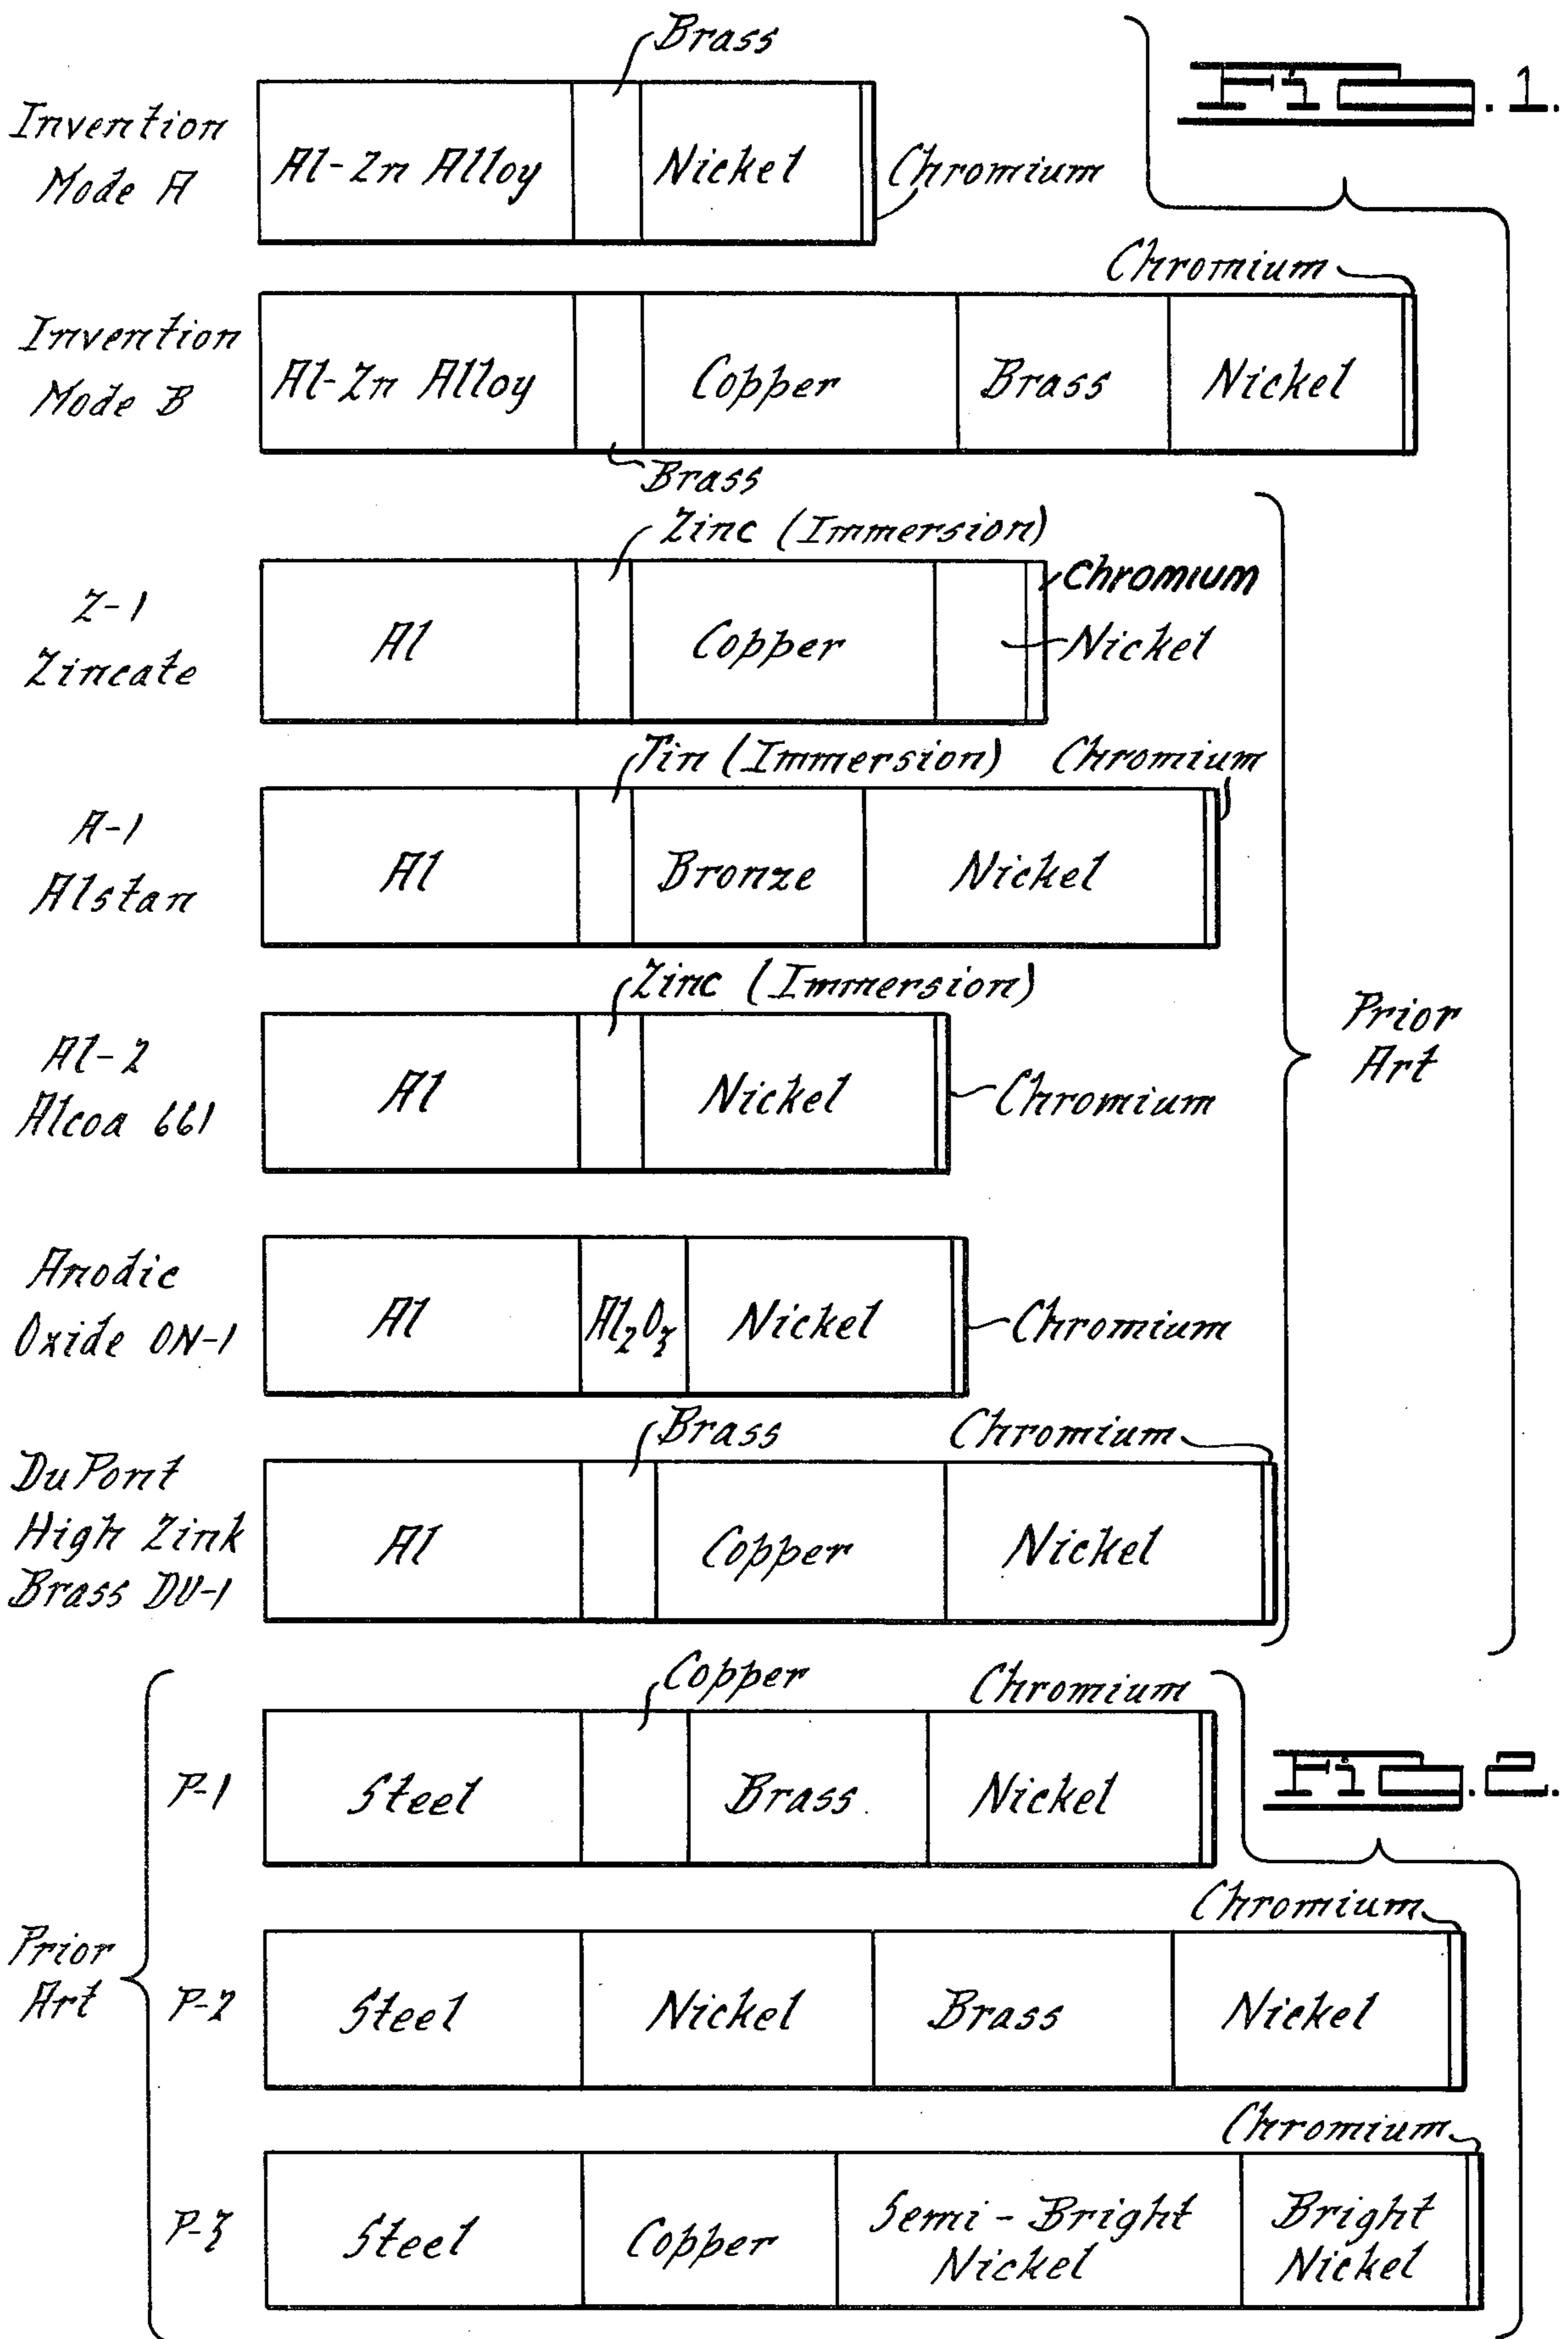 Fig. 1.
Brass
Invention
Mode A
Al-Zn Alloy
Nickel
Chromium
Chromium
Invention
Mode B
Al-Zn Alloy
Copper
Brass
Nickel
Brass
Zinc (Immersion)
Z-1
Zincate
Al
Copper
Chromium
Nickel
Tin (Immersion)
Chromium
A-1
Alstan
Al
Bronze
Nickel
Zinc (Immersion)
Al-2
Alcoa 661
Al
Nickel
Chromium
Prior
Art
Anodic
Oxide ON-1
Al
Al₂O₃
Nickel
Chromium
Brass
Chromium
DuPont
High Zink
Brass DU-1
Al
Copper
Nickel
Fig. 2.
Copper
Chromium
P-1
Steel
Brass
Nickel
Prior
Art
Chromium
P-2
Steel
Nickel
Brass
Nickel
Chromium
P-3
Steel
Copper
Semi-Bright
Nickel
Bright
Nickel